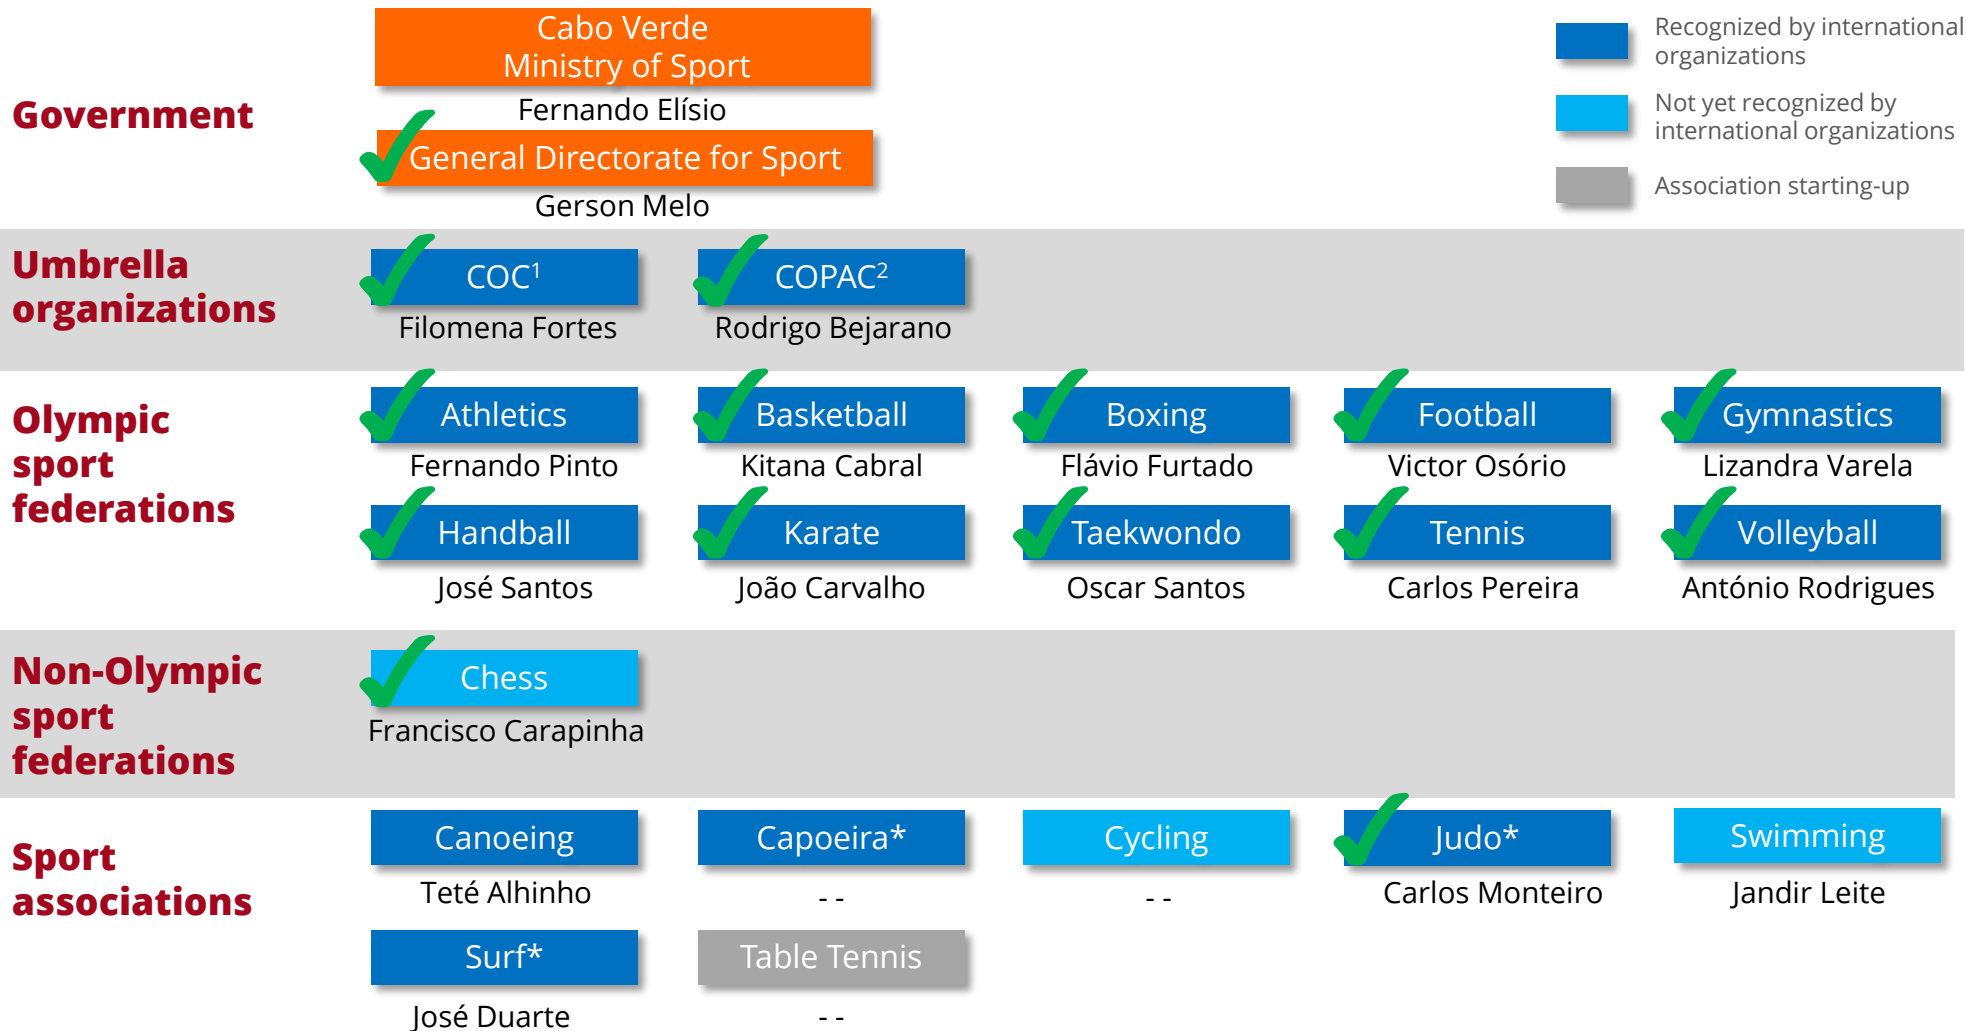 Cabo Verde
Ministry of Sport
Recognized by international
organizations
Government
Fernando Elísio
Not yet recognized by
international organizations
General Directorate for Sport
Association starting-up
Gerson Melo
Umbrella
organizations
COC¹ COPAC²
Filomena Fortes Rodrigo Bejarano
Olympic
sport
federations
Athletics Basketball Boxing Football Gymnastics
Fernando Pinto Kitana Cabral Flávio Furtado Victor Osório Lizandra Varela
Handball Karate Taekwondo Tennis Volleyball
José Santos João Carvalho Oscar Santos Carlos Pereira António Rodrigues
Non-Olympic
sport
federations
Chess
Francisco Carapinha
Sport
associations
Canoeing Capoeira* Cycling Judo* Swimming
Teté Alhinho - - - - Carlos Monteiro Jandir Leite
Surf* Table Tennis
José Duarte - -